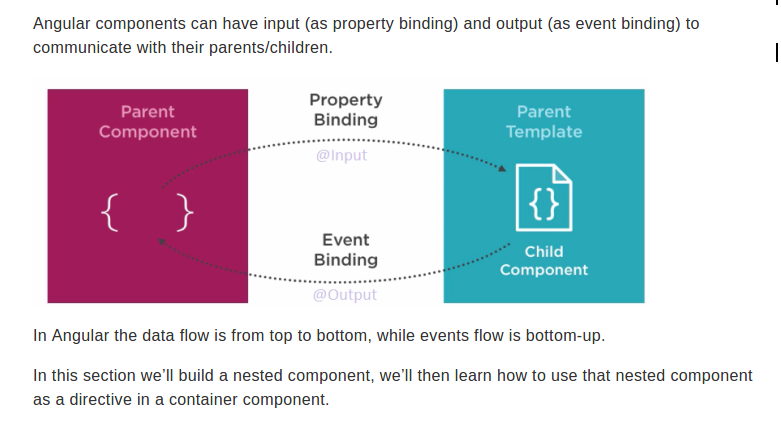 Angular components can have input (as property binding) and output (as event binding) to
communicate with their parents/children.
Parent
Component
{ }
Property
Binding
@Input
Parent
Template
{}
Child
Component
Event
Binding
@Output
In Angular the data flow is from top to bottom, while events flow is bottom-up.
In this section we’ll build a nested component, we’ll then learn how to use that nested component
as a directive in a container component.